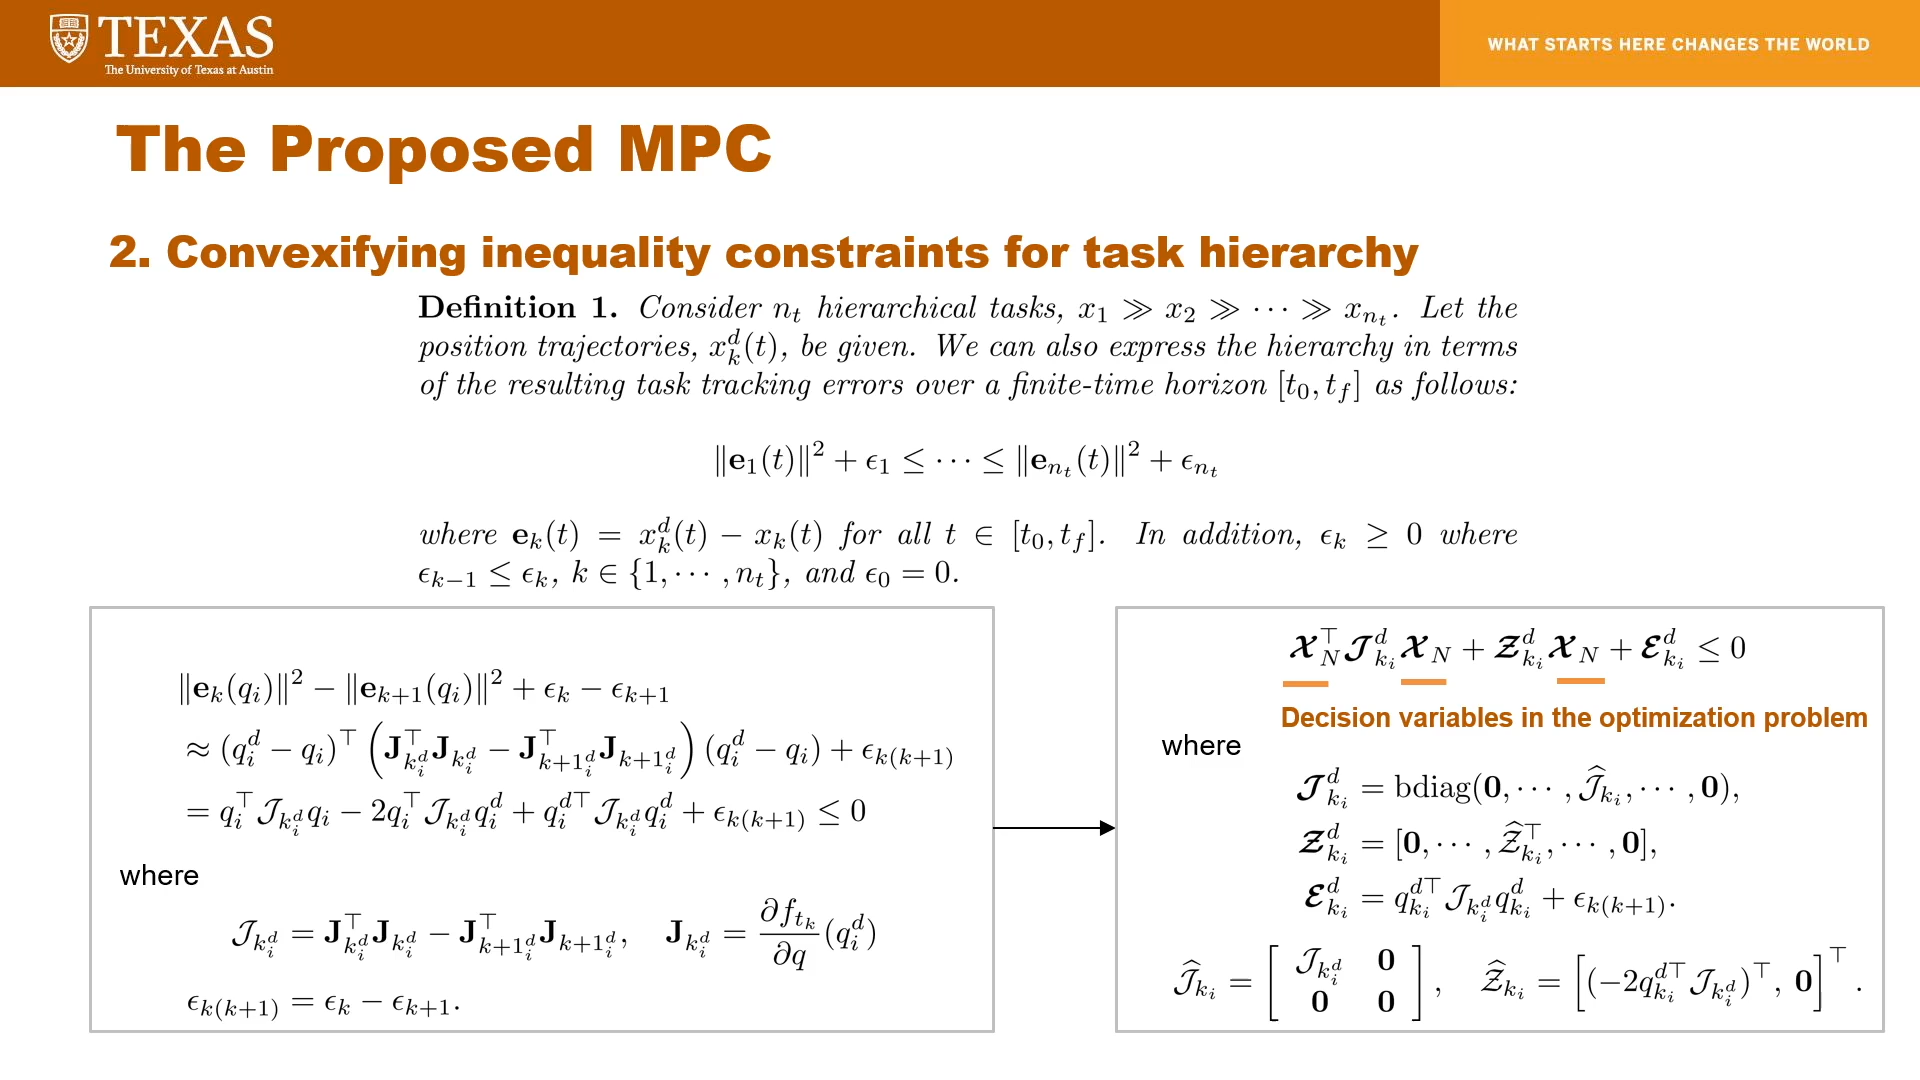 TEXAS
The University of Texas at Austin
WHAT STARTS HERE CHANGES THE WORLD
The Proposed MPC
2. Convexifying inequality constraints for task hierarchy
Definition 1. Consider n_t hierarchical tasks, x_1 ≫ x_2 ≫ ⋯ ≫ x_{n_t}. Let the
position trajectories, x_k^d(t), be given. We can also express the hierarchy in terms
of the resulting task tracking errors over a finite-time horizon [t_0, t_f] as follows:
‖e_1(t)‖² + ϵ_1 ≤ ⋯ ≤ ‖e_{n_t}(t)‖² + ϵ_{n_t}
where e_k(t) = x_k^d(t) − x_k(t) for all t ∈ [t_0, t_f]. In addition, ϵ_k ≥ 0 where
ϵ_{k−1} ≤ ϵ_k, k ∈ {1, ⋯, n_t}, and ϵ_0 = 0.
‖e_k(q_i)‖² − ‖e_{k+1}(q_i)‖² + ϵ_k − ϵ_{k+1}
≈ (q_i^d − q_i)^⊤ (J_{k_i^d}^⊤ J_{k_i^d} − J_{k+1_i^d}^⊤ J_{k+1_i^d}) (q_i^d − q_i) + ϵ_{k(k+1)}
= q_i^⊤ 𝒥_{k_i^d} q_i − 2q_i^⊤ 𝒥_{k_i^d} q_i^d + q_i^{d⊤} 𝒥_{k_i^d} q_i^d + ϵ_{k(k+1)} ≤ 0
where
𝒥_{k_i^d} = J_{k_i^d}^⊤ J_{k_i^d} − J_{k+1_i^d}^⊤ J_{k+1_i^d}, J_{k_i^d} = ∂f_{t_k}/∂q (q_i^d)
ϵ_{k(k+1)} = ϵ_k − ϵ_{k+1}.
𝓧_N^⊤ 𝓙_{k_i}^d 𝓧_N + 𝓩_{k_i}^d 𝓧_N + 𝓔_{k_i}^d ≤ 0
Decision variables in the optimization problem
where
𝓙_{k_i}^d = bdiag(0, ⋯, 𝒥̂_{k_i}, ⋯, 0),
𝓩_{k_i}^d = [0, ⋯, 𝒵̂_{k_i}^⊤, ⋯, 0],
𝓔_{k_i}^d = q_{k_i}^{d⊤} 𝒥_{k_i^d} q_{k_i}^d + ϵ_{k(k+1)}.
𝒥̂_{k_i} = [ 𝒥_{k_i^d} 0 ; 0 0 ], 𝒵̂_{k_i} = [(−2q_{k_i}^{d⊤} 𝒥_{k_i^d})^⊤, 0]^⊤.